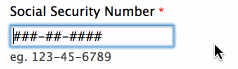 Social Security Number *
###-##-####
eg. 123-45-6789